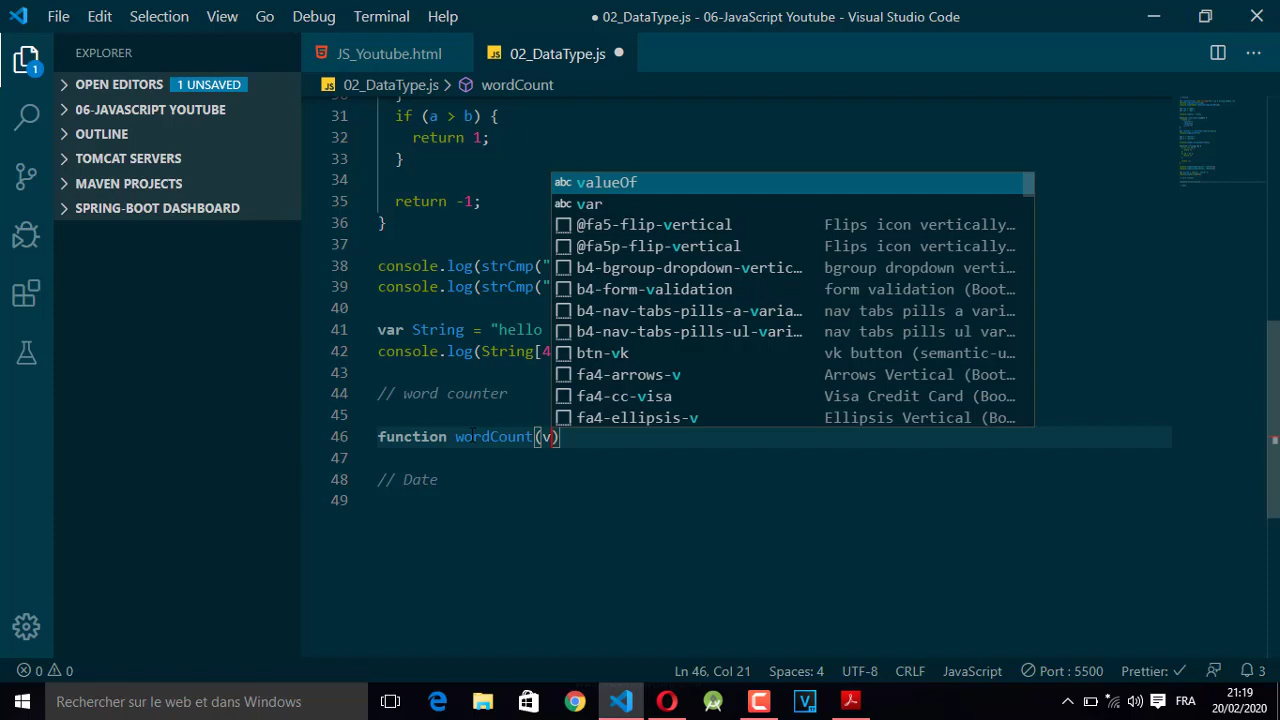 File Edit Selection View Go Debug Terminal Help
● 02_DataType.js - 06-JavaScript Youtube - Visual Studio Code
EXPLORER
OPEN EDITORS 1 UNSAVED
06-JAVASCRIPT YOUTUBE
OUTLINE
TOMCAT SERVERS
MAVEN PROJECTS
SPRING-BOOT DASHBOARD
1
JS_Youtube.html
JS 02_DataType.js ●
JS 02_DataType.js > wordCount
31 if (a > b) {
32 return 1;
33 }
34
35 return -1;
36 }
37
38 console.log(strCmp("
39 console.log(strCmp("
40
41 var String = "hello
42 console.log(String[4
43
44 // word counter
45
46 function wordCount(v)
47
48 // Date
49
abc valueOf
abc var
@fa5-flip-vertical Flips icon vertically…
@fa5p-flip-vertical Flips icon vertically…
b4-bgroup-dropdown-vertic… bgroup dropdown verti…
b4-form-validation form validation (Boot…
b4-nav-tabs-pills-a-varia… nav tabs pills a vari…
b4-nav-tabs-pills-ul-vari… nav tabs pills ul var…
btn-vk vk button (semantic-u…
fa4-arrows-v Arrows Vertical (Boot…
fa4-cc-visa Visa Credit Card (Boo…
fa4-ellipsis-v Ellipsis Vertical (Bo…
0 0 Ln 46, Col 21 Spaces: 4 UTF-8 CRLF JavaScript Port : 5500 Prettier: ✓ 3
Taper ici pour rechercher dans Windows
FR
21:19
20/02/2020